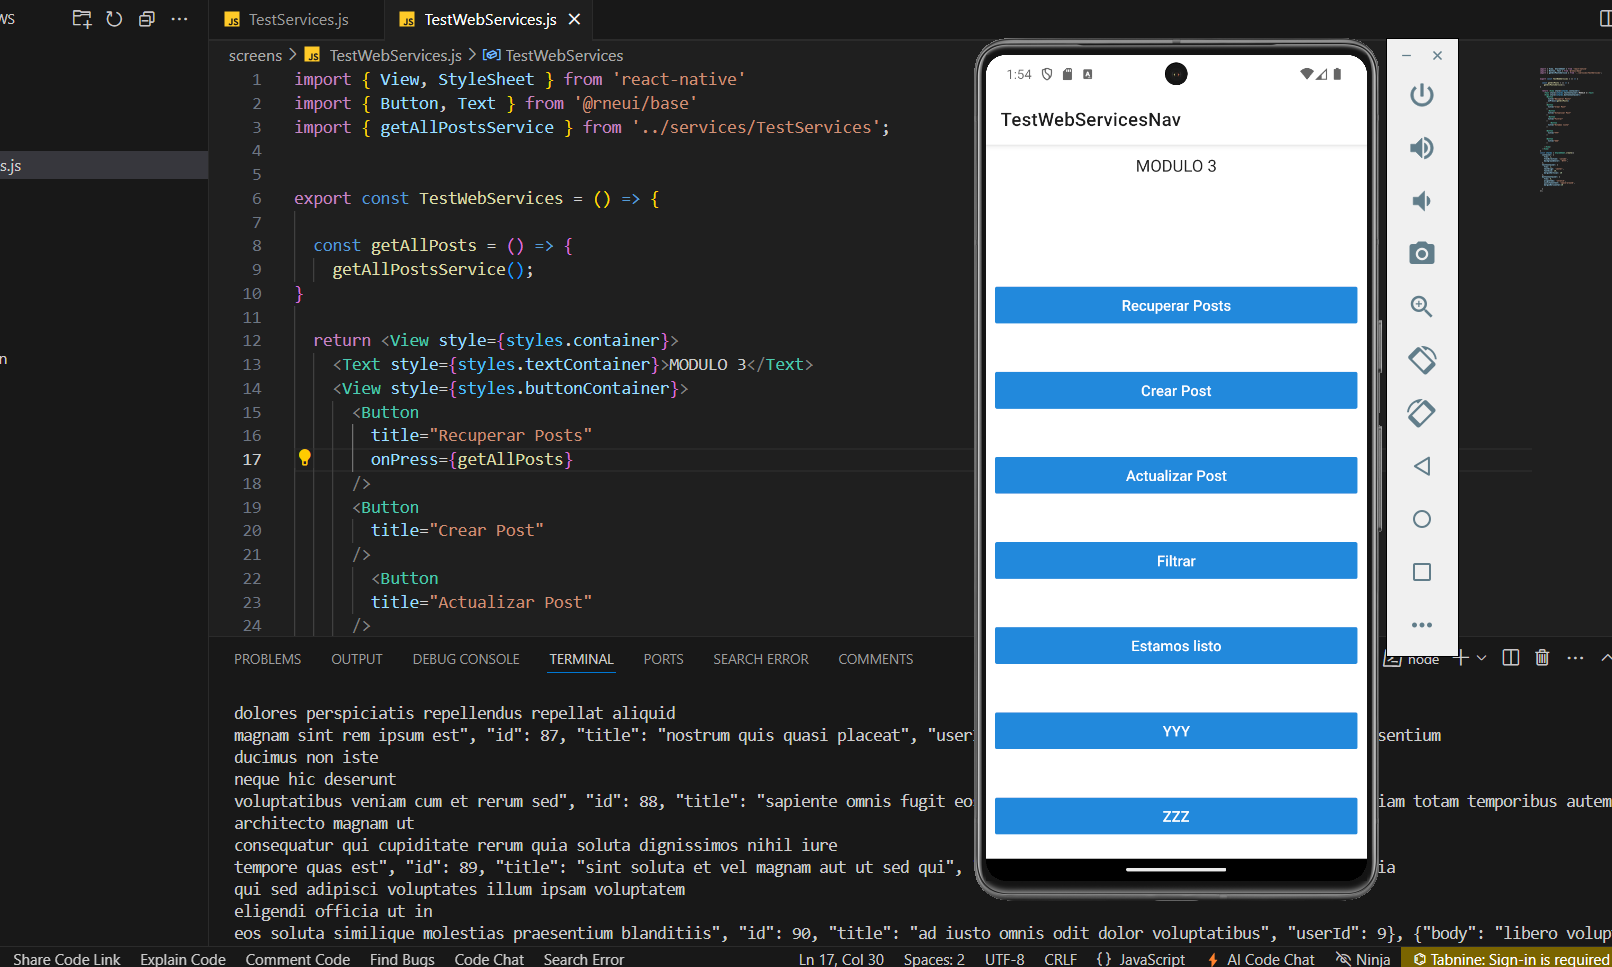 WS
TestServices.js
TestWebServices.js
screens > TestWebServices.js > TestWebServices
s.js
n
1 import { View, StyleSheet } from 'react-native'
2 import { Button, Text } from '@rneui/base'
3 import { getAllPostsService } from '../services/TestServices';
4
5
6 export const TestWebServices = () => {
7
8 const getAllPosts = () => {
9 getAllPostsService();
10 }
11
12 return <View style={styles.container}>
13 <Text style={styles.textContainer}>MODULO 3</Text>
14 <View style={styles.buttonContainer}>
15 <Button
16 title="Recuperar Posts"
17 onPress={getAllPosts}
18 />
19 <Button
20 title="Crear Post"
21 />
22 <Button
23 title="Actualizar Post"
24 />
1:54
TestWebServicesNav
MODULO 3
Recuperar Posts
Crear Post
Actualizar Post
Filtrar
Estamos listo
YYY
ZZZ
PROBLEMS OUTPUT DEBUG CONSOLE TERMINAL PORTS SEARCH ERROR COMMENTS
node
dolores perspiciatis repellendus repellat aliquid
magnam sint rem ipsum est", "id": 87, "title": "nostrum quis quasi placeat", "user sentium
ducimus non iste
neque hic deserunt
voluptatibus veniam cum et rerum sed", "id": 88, "title": "sapiente omnis fugit eo iam totam temporibus autem
architecto magnam ut
consequatur qui cupiditate rerum quia soluta dignissimos nihil iure
tempore quas est", "id": 89, "title": "sint soluta et vel magnam aut ut sed qui", ia
qui sed adipisci voluptates illum ipsam voluptatem
eligendi officia ut in
eos soluta similique molestias praesentium blanditiis", "id": 90, "title": "ad iusto omnis odit dolor voluptatibus", "userId": 9}, {"body": "libero volup
Share Code Link Explain Code Comment Code Find Bugs Code Chat Search Error Ln 17, Col 30 Spaces: 2 UTF-8 CRLF {} JavaScript AI Code Chat Ninja Tabnine: Sign-in is required